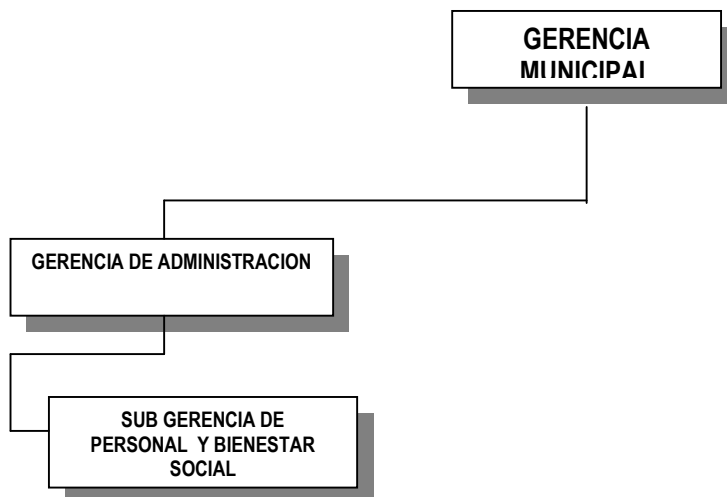 GERENCIA
MUNICIPAL
GERENCIA DE ADMINISTRACION
SUB GERENCIA DE
PERSONAL Y BIENESTAR
SOCIAL